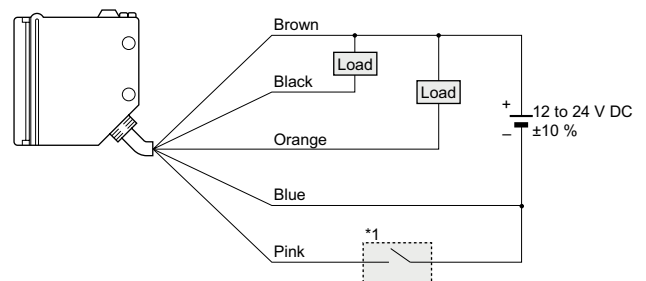 Brown
Load
Black
Load
+
12 to 24 V DC
–
±10 %
Orange
Blue
*1
Pink